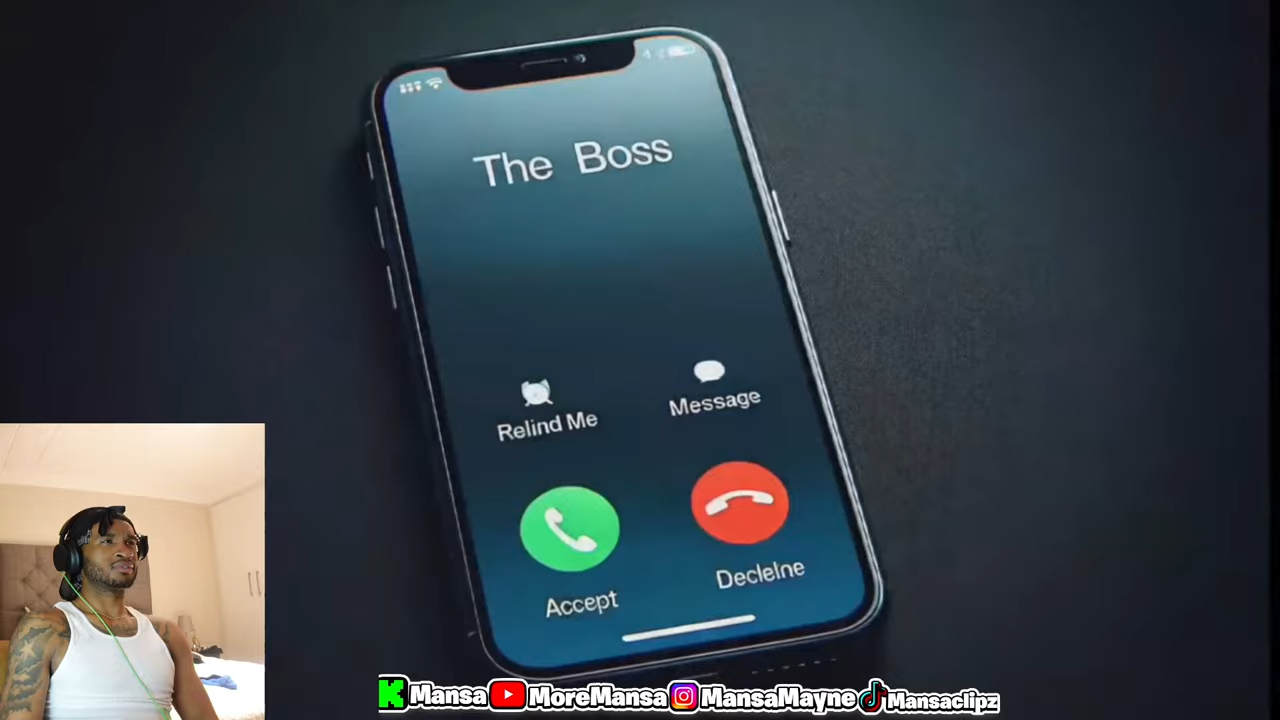 The Boss
Relind Me
Message
Accept
Declelne
Mansa MoreMansa MansaMayne Mansaclipz